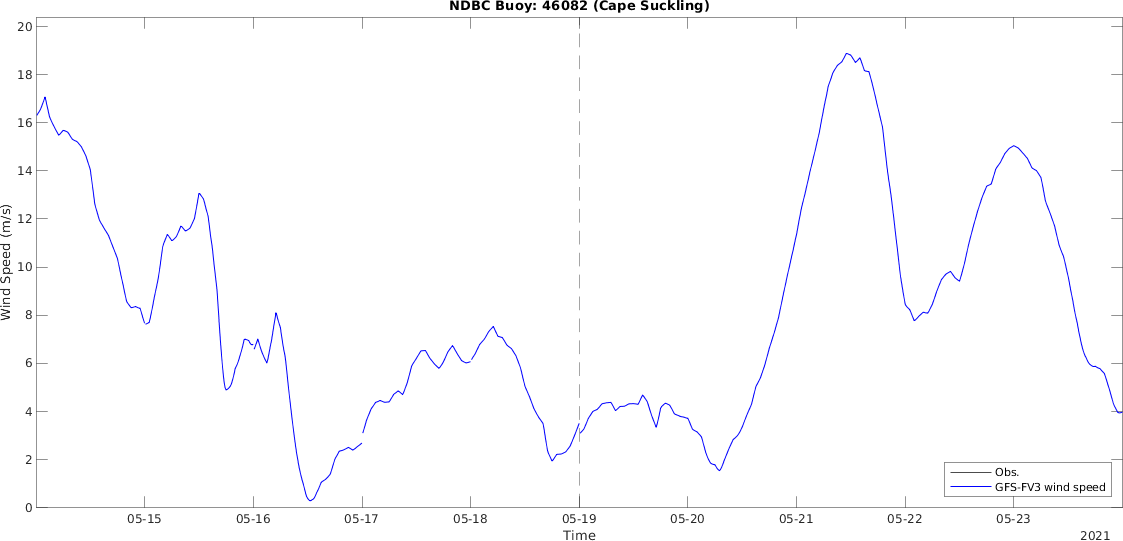 NDBC Buoy: 46082 (Cape Suckling)
20
18
16
14
12
10
8
6
4
2
0
Wind Speed (m/s)
05-15 05-16 05-17 05-18 05-19 05-20 05-21 05-22 05-23
Time
2021
Obs.
GFS-FV3 wind speed